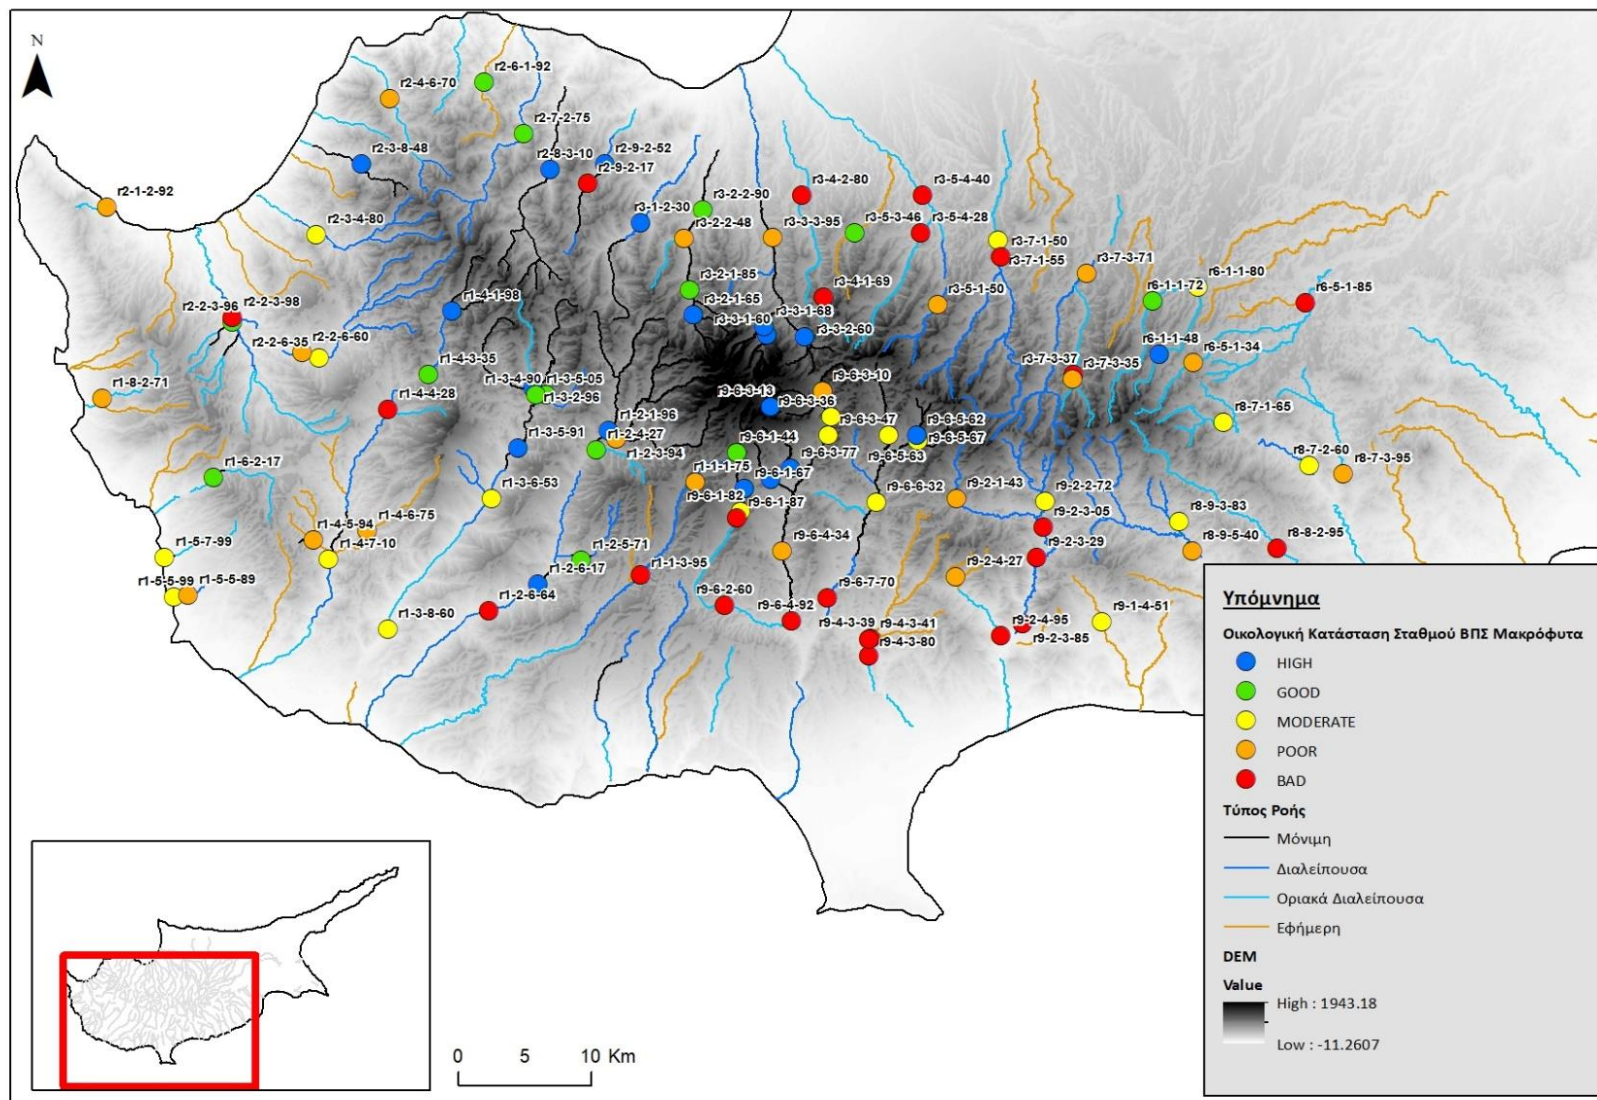 N
r2-6-1-92
r2-4-6-70
r2-7-2-75
r2-3-8-48
r2-8-3-10
r2-9-2-52
r2-9-2-17
r2-1-2-92
r2-3-4-80
r3-1-2-30
r3-2-2-90
r3-2-2-48
r3-4-2-80
r3-5-4-40
r3-3-3-95
r3-5-3-46
r3-5-4-28
r3-7-1-50
r3-7-1-55
r3-7-3-71
r6-1-1-80
r6-1-1-72
r6-5-1-85
r3-2-1-85
r3-2-1-65
r3-4-1-69
r3-5-1-50
r3-3-1-68
r3-3-1-60
r3-3-2-60
r1-4-1-98
r2-2-3-98
r2-2-3-96
r2-2-6-60
r2-2-6-35
r6-1-1-48
r6-5-1-34
r3-7-3-37
r3-7-3-35
r1-4-3-35
r1-3-4-90
r1-3-5-05
r1-3-2-96
r1-8-2-71
r1-4-4-28
r9-6-3-10
r9-6-3-13
r9-6-3-36
r1-2-1-96
r1-2-4-27
r1-2-3-94
r9-6-3-47
r9-6-5-62
r9-6-5-67
r9-6-5-63
r8-7-1-65
r1-3-5-91
r9-6-1-44
r9-6-3-77
r8-7-2-60
r8-7-3-95
r1-1-1-75
r9-6-1-67
r1-6-2-17
r1-3-6-53
r9-6-1-82
r9-6-1-87
r9-6-6-32
r9-2-1-43
r9-2-2-72
r8-9-3-83
r1-4-6-75
r1-4-5-94
r9-2-3-05
r8-9-5-40
r8-8-2-95
r1-5-7-99
r1-4-7-10
r9-6-4-34
r9-2-3-29
r1-2-5-71
r1-2-6-17
r1-1-3-95
r9-2-4-27
r1-5-5-99
r1-5-5-89
r1-2-6-64
r9-6-7-70
r9-6-2-60
r9-6-4-92
r1-3-8-60
r9-4-3-39
r9-4-3-41
r9-4-3-80
r9-2-4-95
r9-2-3-85
r9-1-4-51
Υπόμνημα
Οικολογική Κατάσταση Σταθμού ΒΠΣ Μακρόφυτα
HIGH
GOOD
MODERATE
POOR
BAD
Τύπος Ροής
Μόνιμη
Διαλείπουσα
Οριακά Διαλείπουσα
Εφήμερη
DEM
Value
High : 1943.18
Low : -11.2607
0 5 10 Km